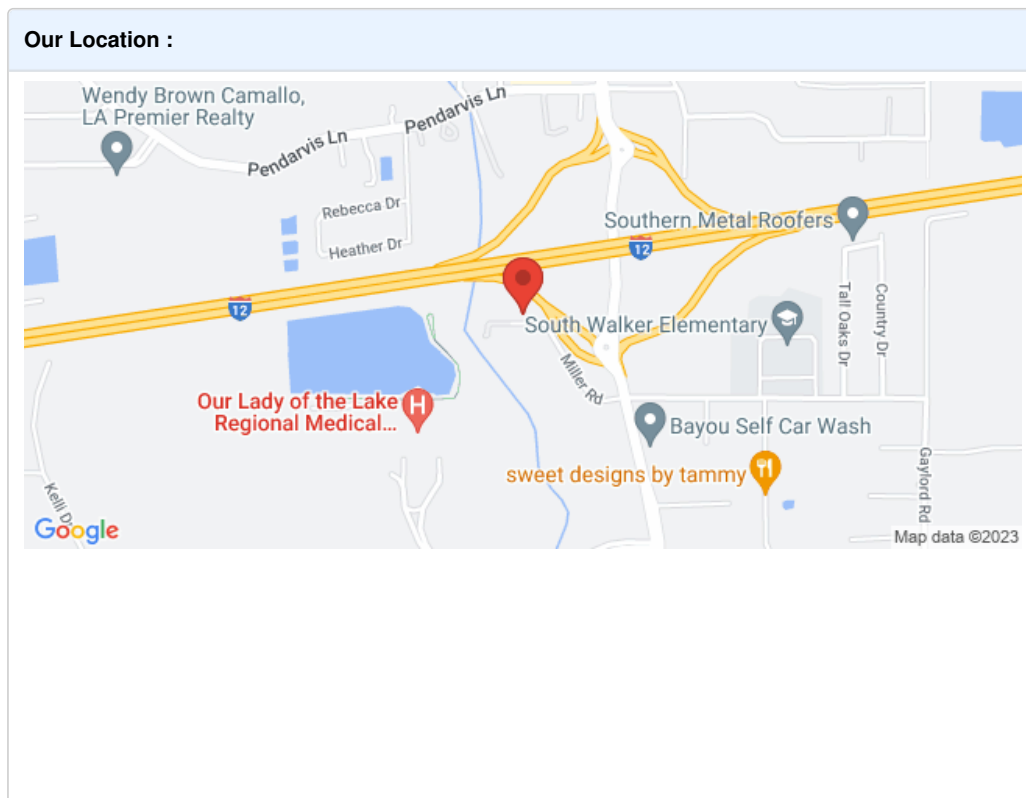 Our Location :
Wendy Brown Camallo,
LA Premier Realty
Pendarvis Ln
Pendarvis Ln
Rebecca Dr
Heather Dr
Southern Metal Roofers
12
12
South Walker Elementary
Tall Oaks Dr
Country Dr
Miller Rd
Our Lady of the Lake
Regional Medical...
H
Bayou Self Car Wash
sweet designs by tammy
Gaylord Rd
Kelli Dr
Google
Map data ©2023